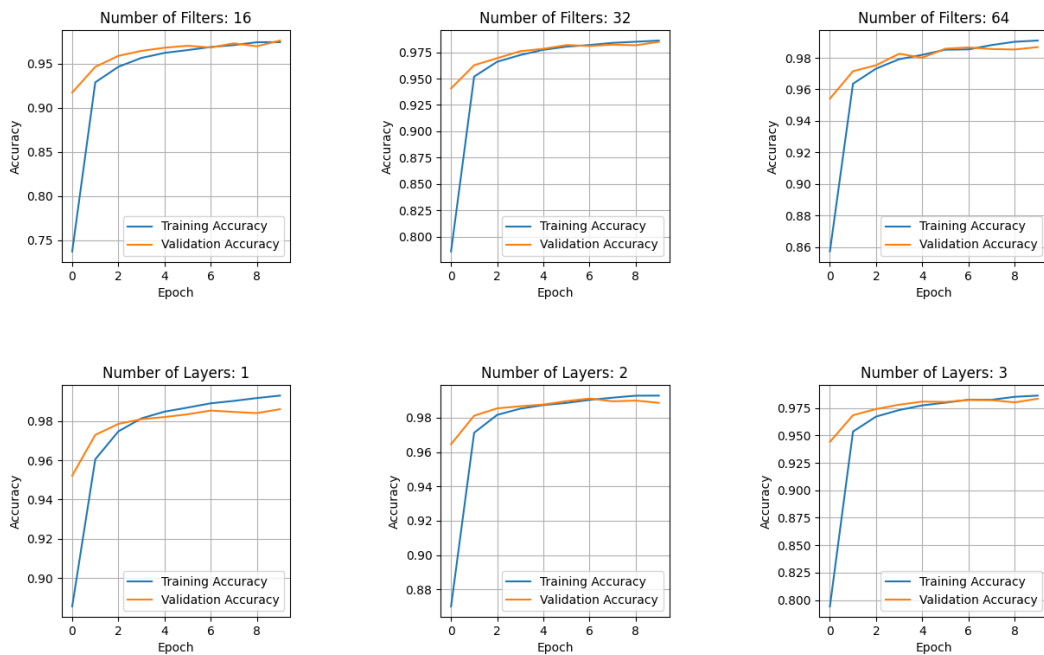 Number of Filters: 16
0.95
0.90
0.85
0.80
0.75
Accuracy
Training Accuracy
Validation Accuracy
0 2 4 6 8
Epoch
Number of Filters: 32
0.975
0.950
0.925
0.900
0.875
0.850
0.825
0.800
Accuracy
Training Accuracy
Validation Accuracy
0 2 4 6 8
Epoch
Number of Filters: 64
0.98
0.96
0.94
0.92
0.90
0.88
0.86
Accuracy
Training Accuracy
Validation Accuracy
0 2 4 6 8
Epoch
Number of Layers: 1
0.98
0.96
0.94
0.92
0.90
Accuracy
Training Accuracy
Validation Accuracy
0 2 4 6 8
Epoch
Number of Layers: 2
0.98
0.96
0.94
0.92
0.90
0.88
Accuracy
Training Accuracy
Validation Accuracy
0 2 4 6 8
Epoch
Number of Layers: 3
0.975
0.950
0.925
0.900
0.875
0.850
0.825
0.800
Accuracy
Training Accuracy
Validation Accuracy
0 2 4 6 8
Epoch